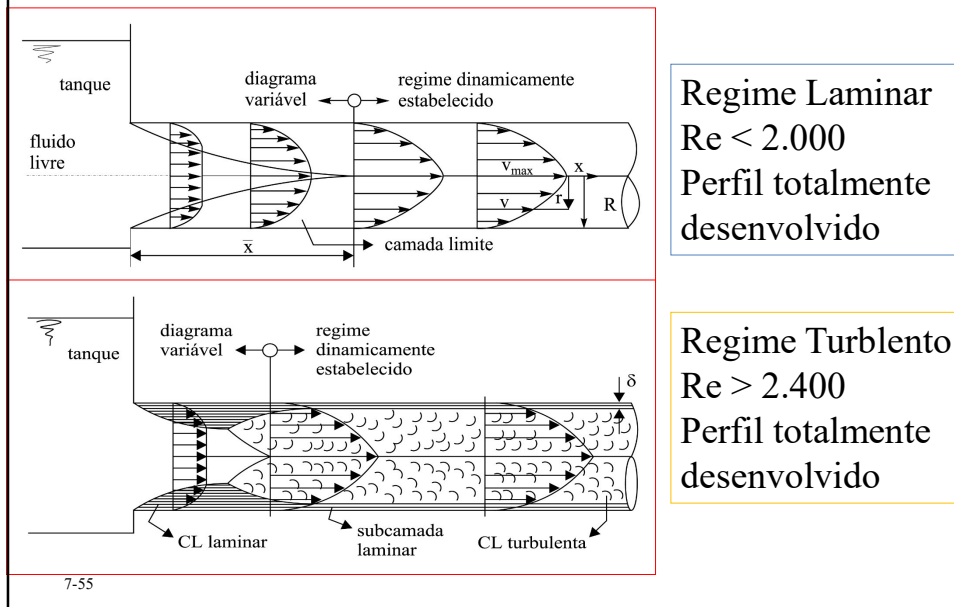 tanque
diagrama
variável
regime dinamicamente
estabelecido
fluido
livre
vmax
x
v
r
R
x̅
camada limite
Regime Laminar
Re < 2.000
Perfil totalmente
desenvolvido
tanque
diagrama
variável
regime
dinamicamente
estabelecido
δ
CL laminar
subcamada
laminar
CL turbulenta
Regime Turblento
Re > 2.400
Perfil totalmente
desenvolvido
7-55